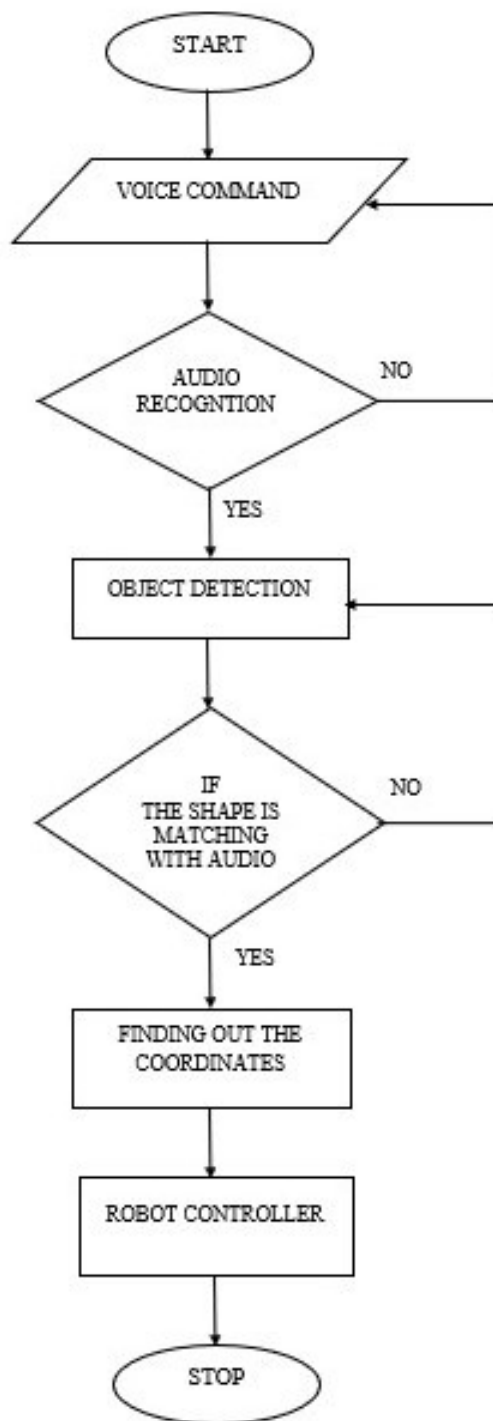 START
VOICE COMMAND
AUDIO
RECOGNTION
NO
YES
OBJECT DETECTION
IF
THE SHAPE IS
MATCHING
WITH AUDIO
NO
YES
FINDING OUT THE
COORDINATES
ROBOT CONTROLLER
STOP